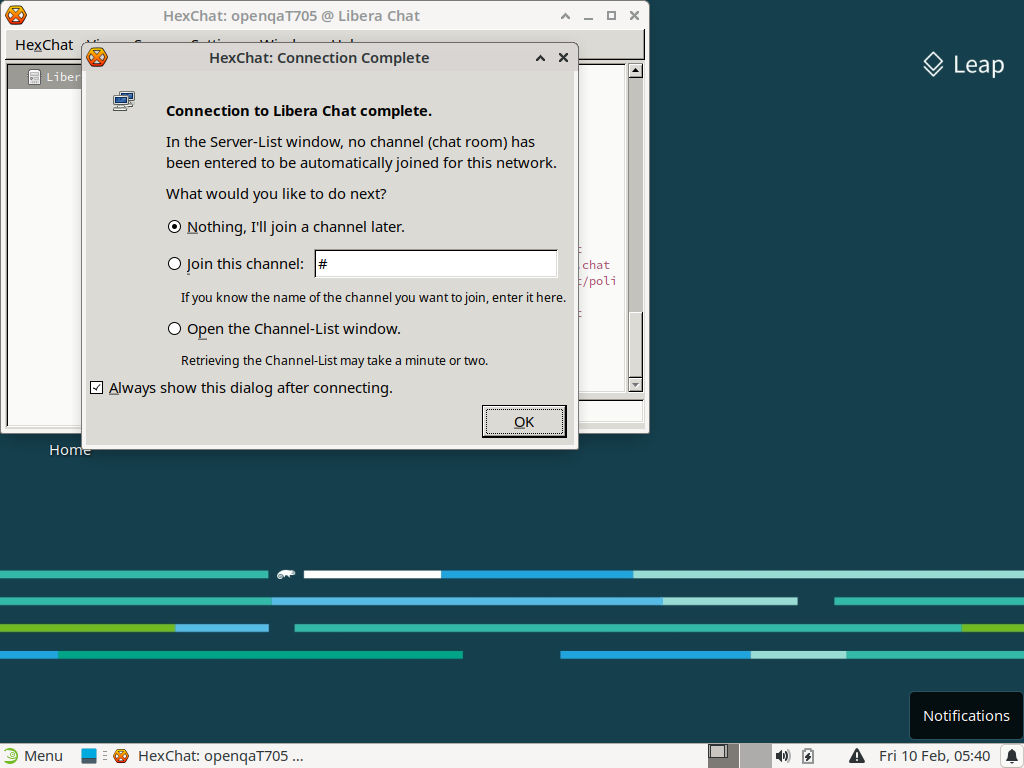 HexChat: openqaT705 @ Libera Chat
HexChat
HexChat: Connection Complete
Leap
Connection to Libera Chat complete.
In the Server-List window, no channel (chat room) has
been entered to be automatically joined for this network.
What would you like to do next?
Nothing, I'll join a channel later.
Join this channel:
#
.chat
/poli
If you know the name of the channel you want to join, enter it here.
Open the Channel-List window.
Retrieving the Channel-List may take a minute or two.
Always show this dialog after connecting.
OK
Home
Notifications
Menu
HexChat: openqaT705 ...
Fri 10 Feb, 05:40